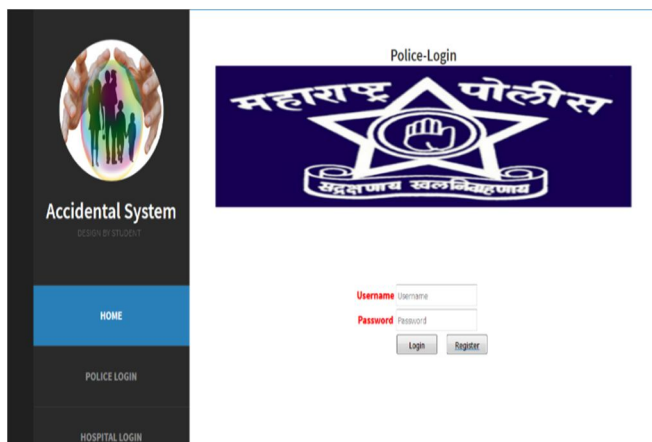 Accidental System
DESIGN BY STUDENT
HOME
POLICE LOGIN
HOSPITAL LOGIN
Police-Login
महाराष्ट्र पोलीस
सद्रक्षणाय खलनिग्रहणाय
Username Username
Password Password
Login Register